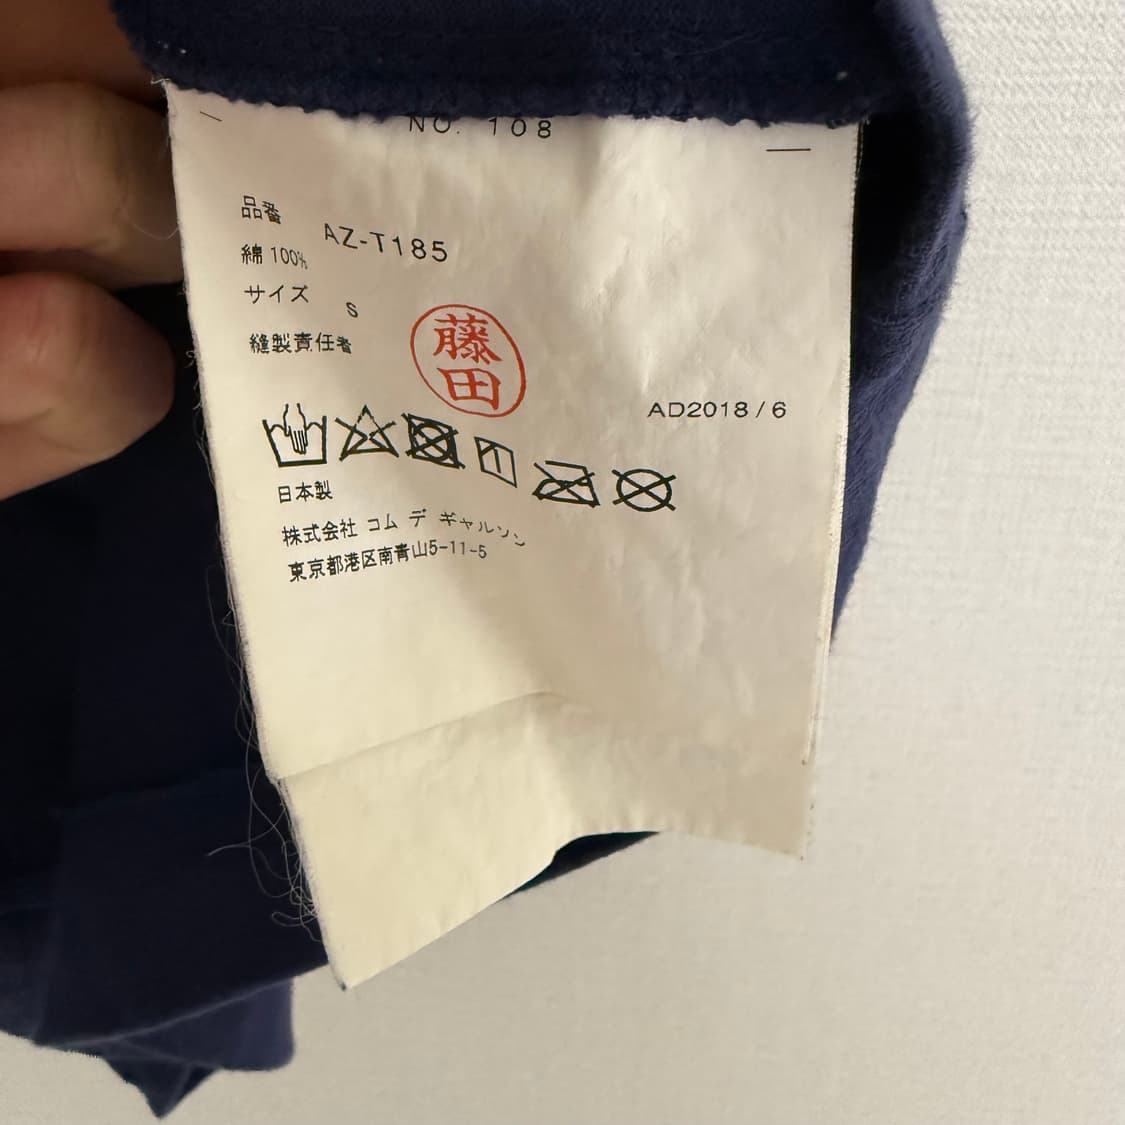 NO. 108
品番 AZ-T185
綿 100%
サイズ S
縫製責任者 藤田
AD2018/6
日本製
株式会社 コム デ ギャルソン
東京都港区南青山5-11-5